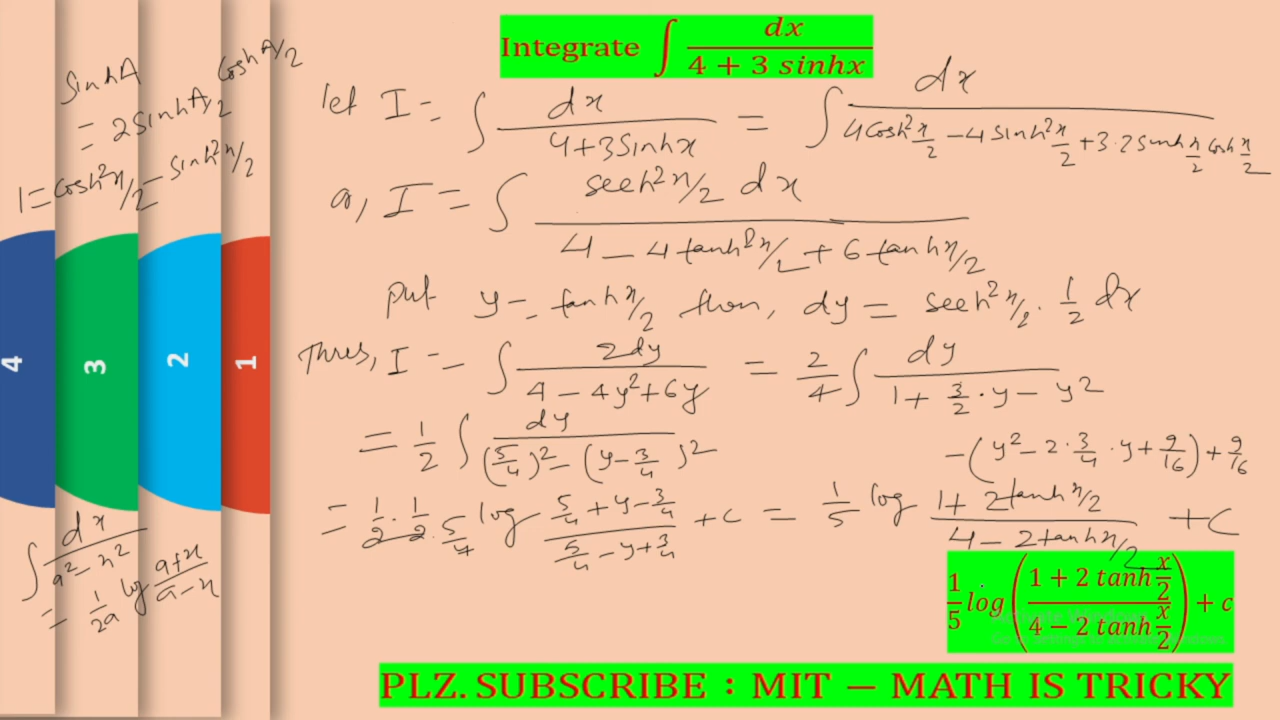 Integrate ∫ dx / (4 + 3 sinhx)
let I = ∫ dx / (4+3Sinhx) = ∫ dx / (4Cosh²x/2 − 4Sinh²x/2 + 3·2Sinh x/2 Cosh x/2)
or, I = ∫ sech²x/2 dx / (4 − 4tanh²x/2 + 6tanhx/2)
put y = tanhx/2 then, dy = sech²x/2 · 1/2 dx
Thus, I = ∫ 2dy / (4 − 4y² + 6y) = 2/4 ∫ dy / (1 + 3/2·y − y²)
= 1/2 ∫ dy / ((5/4)² − (y−3/4)²)
−(y² − 2·3/4·y + 9/16) + 9/16
= 1/2 · 1/(2·5/4) log (5/4 + y − 3/4) / (5/4 − y + 3/4) + c = 1/5 log (1+2tanhx/2) / (4−2tanhx/2) + C
1/5 log((1 + 2 tanh x/2) / (4 − 2 tanh x/2)) + c
SinhA
= 2SinhA/2 CoshA/2
1 = Cosh²x/2 − Sinh²x/2
4
3
2
1
∫ dx / (a² − x²)
= 1/2a log (a+x) / (a−x)
PLZ. SUBSCRIBE : MIT − MATH IS TRICKY